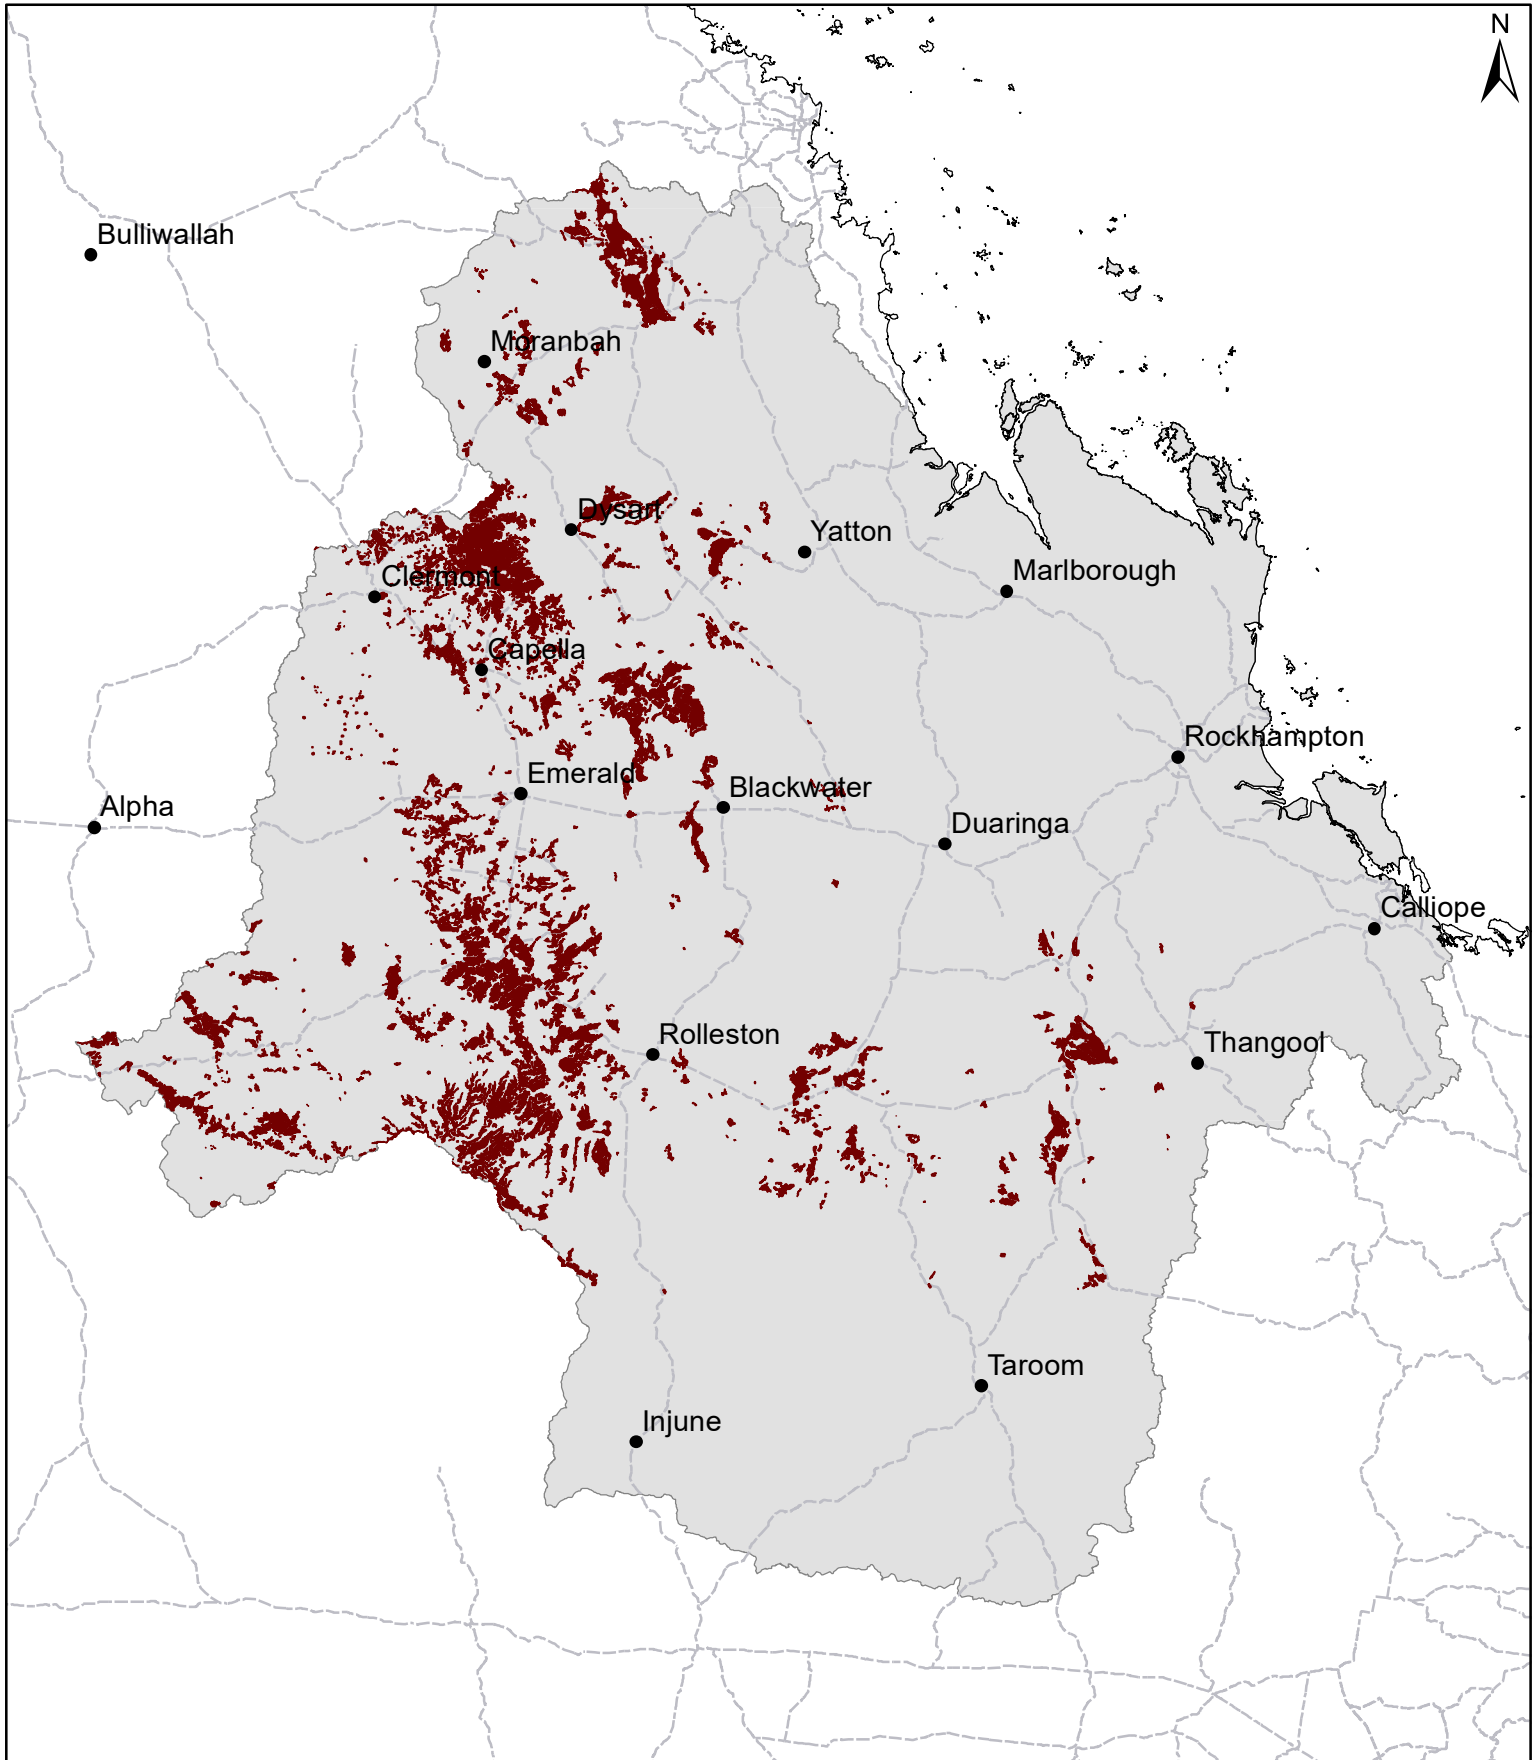 N
Bulliwallah
Moranbah
Dysart
Yatton
Clermont
Marlborough
Capella
Rockhampton
Emerald
Blackwater
Alpha
Duaringa
Calliope
Rolleston
Thangool
Taroom
Injune